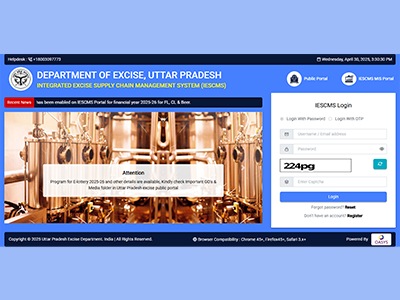 Helpdesk : +18003097773
Wednesday, April 30, 2025, 3:30:30 PM
DEPARTMENT OF EXCISE, UTTAR PRADESH
INTEGRATED EXCISE SUPPLY CHAIN MANAGEMENT SYSTEM (IESCMS)
Public Portal
IESCMS MIS Portal
Recent News
has been enabled on IESCMS Portal for financial year 2025-26 for FL, CL & Beer.
Attention
Program for E-lottery 2025-26 and other details are available, Kindly check Important GO's &
Media folder in Uttar Pradesh excise public portal
IESCMS Login
Login With Password
Login With OTP
Username / Email address
Password
224pg
Enter Captcha
Login
Forgot password? Reset
Don't have an account? Register
Copyright © 2025 Uttar Pradesh Excise Department. India | All Rights Reserved.
Browser Compatibility : Chrome 45+, Firefox45+, Safari 3.x+
Powered By
OASYS